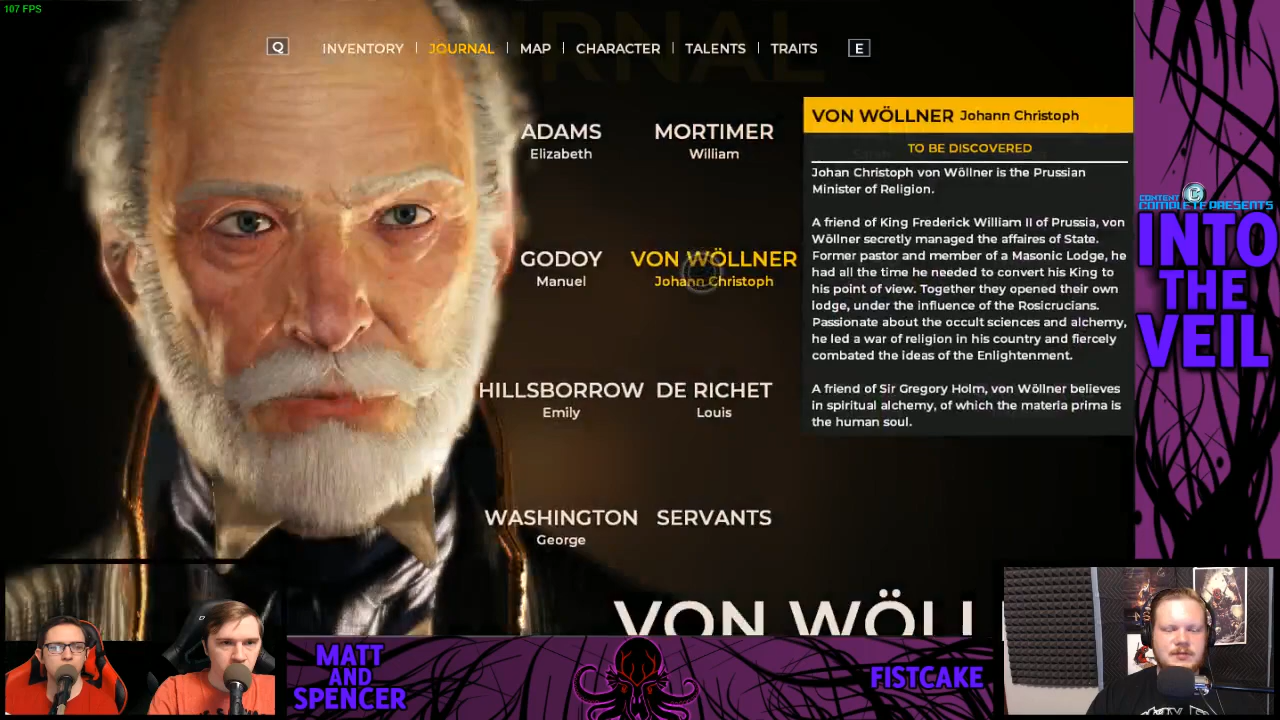 107 FPS
JOURNAL
Q INVENTORY JOURNAL MAP CHARACTER TALENTS TRAITS E
ADAMS
Elizabeth
MORTIMER
William
GODOY
Manuel
VON WÖLLNER
Johann Christoph
HILLSBORROW
Emily
DE RICHET
Louis
WASHINGTON
George
SERVANTS
VON WÖLLNER Johann Christoph
TO BE DISCOVERED
Johan Christoph von Wöllner is the Prussian
Minister of Religion.
A friend of King Frederick William II of Prussia, von
Wöllner secretly managed the affaires of State.
Former pastor and member of a Masonic Lodge, he
had all the time he needed to convert his King to
his point of view. Together they opened their own
lodge, under the influence of the Rosicrucians.
Passionate about the occult sciences and alchemy,
he led a war of religion in his country and fiercely
combated the ideas of the Enlightenment.
A friend of Sir Gregory Holm, von Wöllner believes
in spiritual alchemy, of which the materia prima is
the human soul.
VON WÖLL
CONTENT
COMPLETE PRESENTS
INTO
THE
VEIL
MATT
AND
SPENCER
FISTCAKE